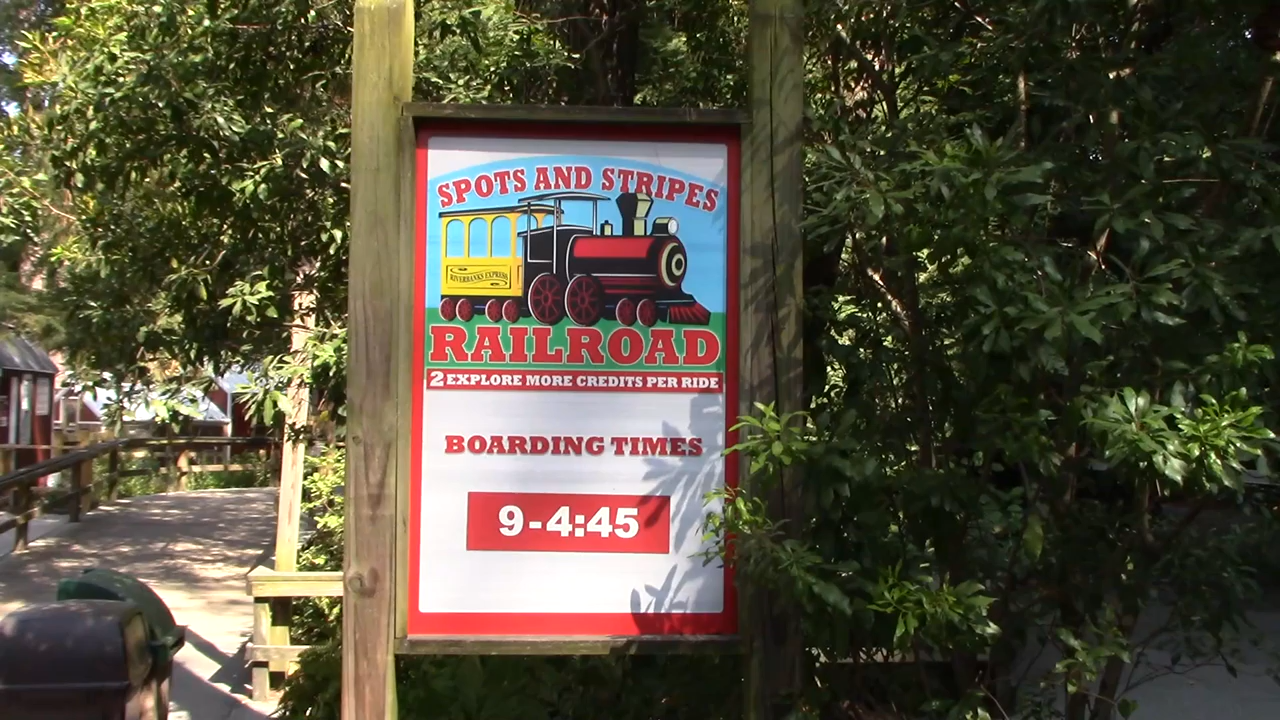 SPOTS AND STRIPES
RIVERBANKS EXPRESS
RAILROAD
2 EXPLORE MORE CREDITS PER RIDE
BOARDING TIMES
9-4:45